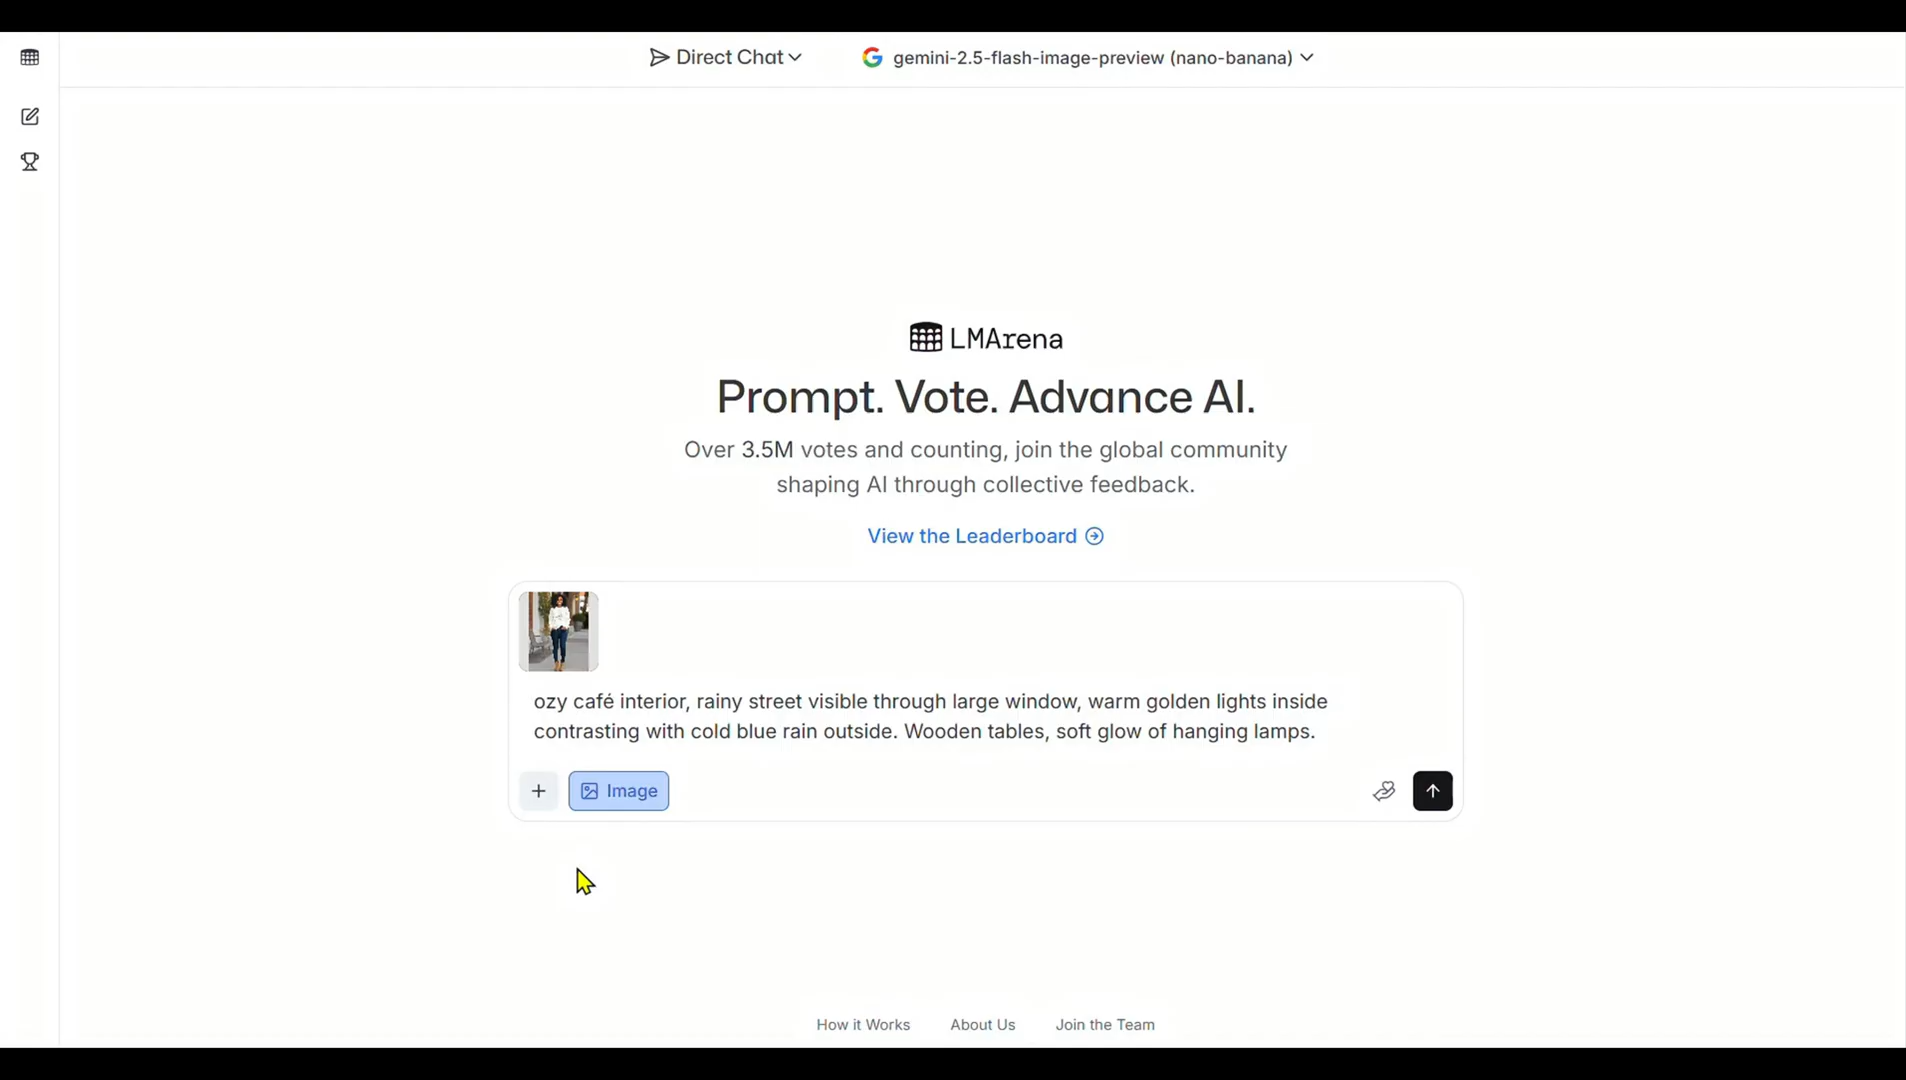 Direct Chat
gemini-2.5-flash-image-preview (nano-banana)
LMArena
Prompt. Vote. Advance AI.
Over 3.5M votes and counting, join the global community
shaping AI through collective feedback.
View the Leaderboard
ozy café interior, rainy street visible through large window, warm golden lights inside
contrasting with cold blue rain outside. Wooden tables, soft glow of hanging lamps.
Image
How it Works
About Us
Join the Team